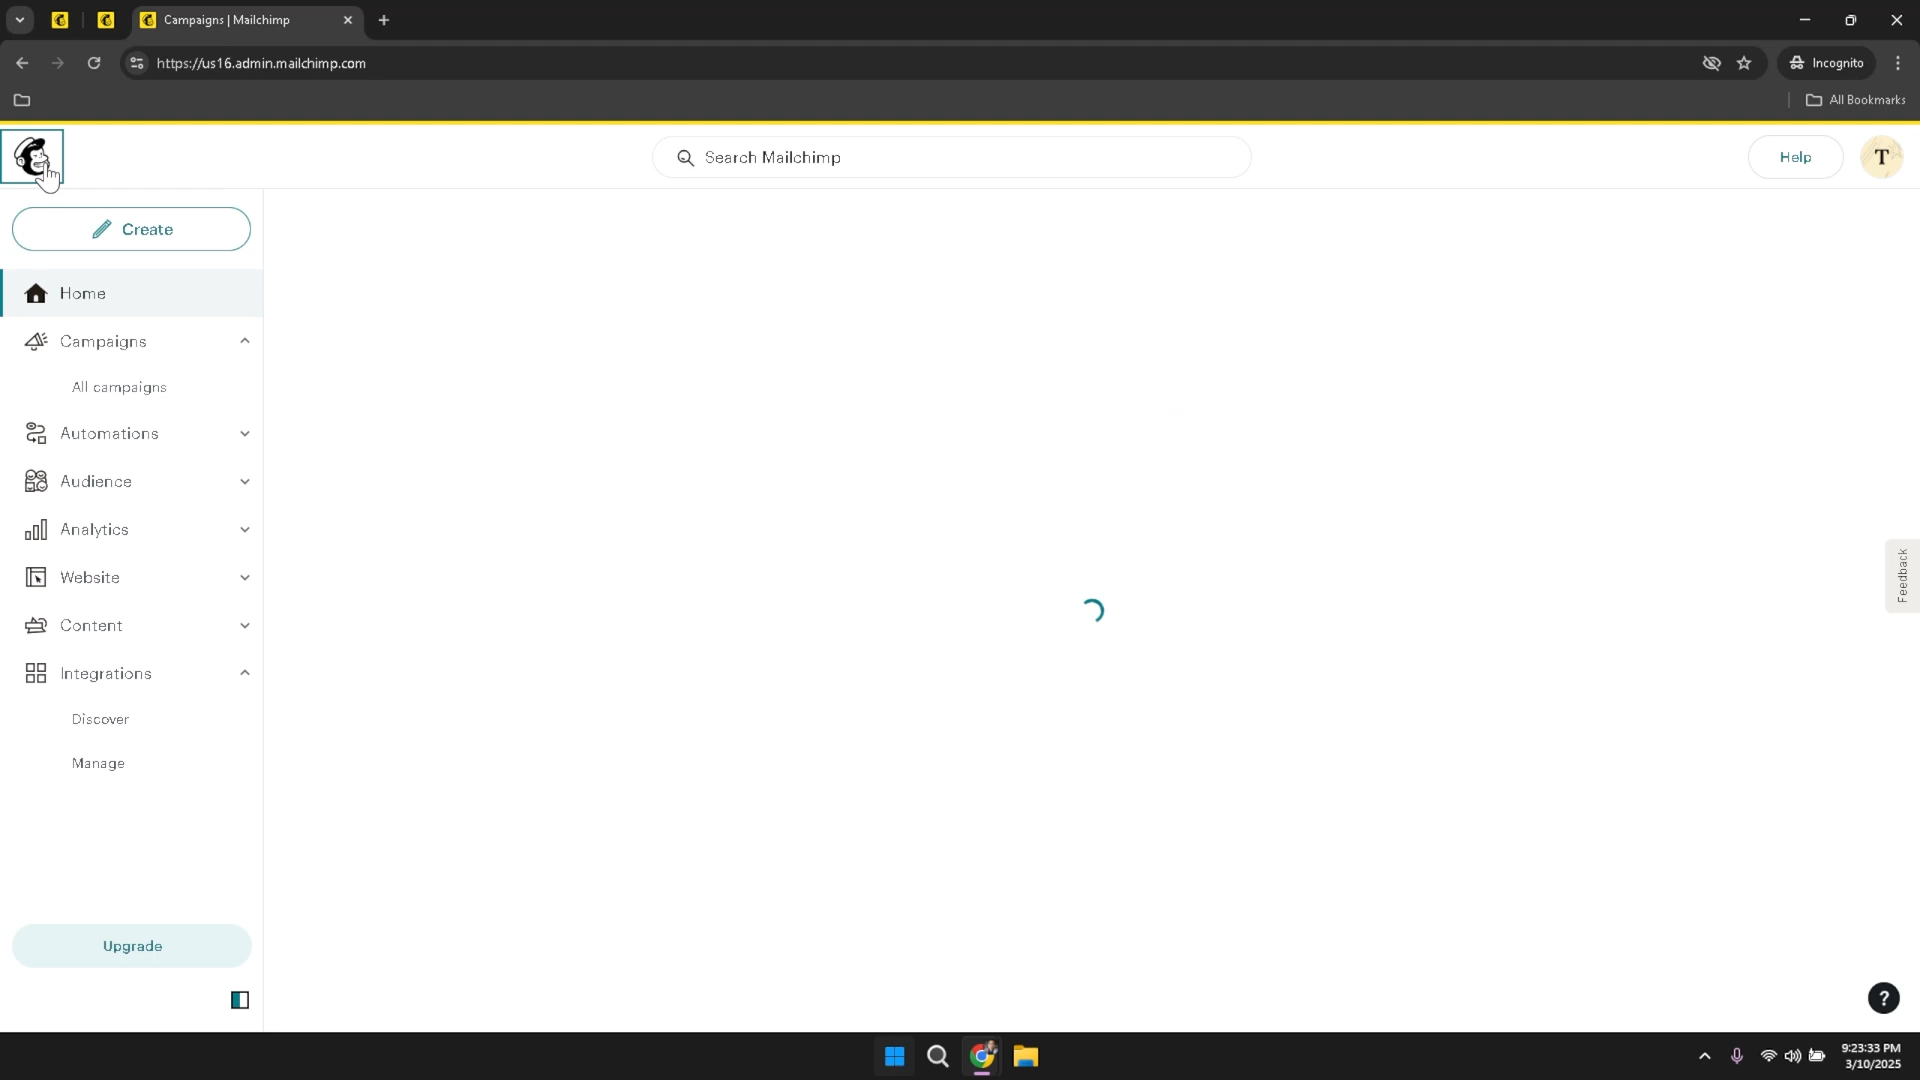 Campaigns | Mailchimp
https://us16.admin.mailchimp.com
Incognito
All Bookmarks
Search Mailchimp
Help
T
Create
Home
Campaigns
All campaigns
Automations
Audience
Analytics
Website
Content
Integrations
Discover
Manage
Upgrade
Feedback
?
9:23:33 PM
3/10/2025